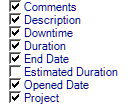 Comments
Description
Downtime
Duration
End Date
Estimated Duration
Opened Date
Project